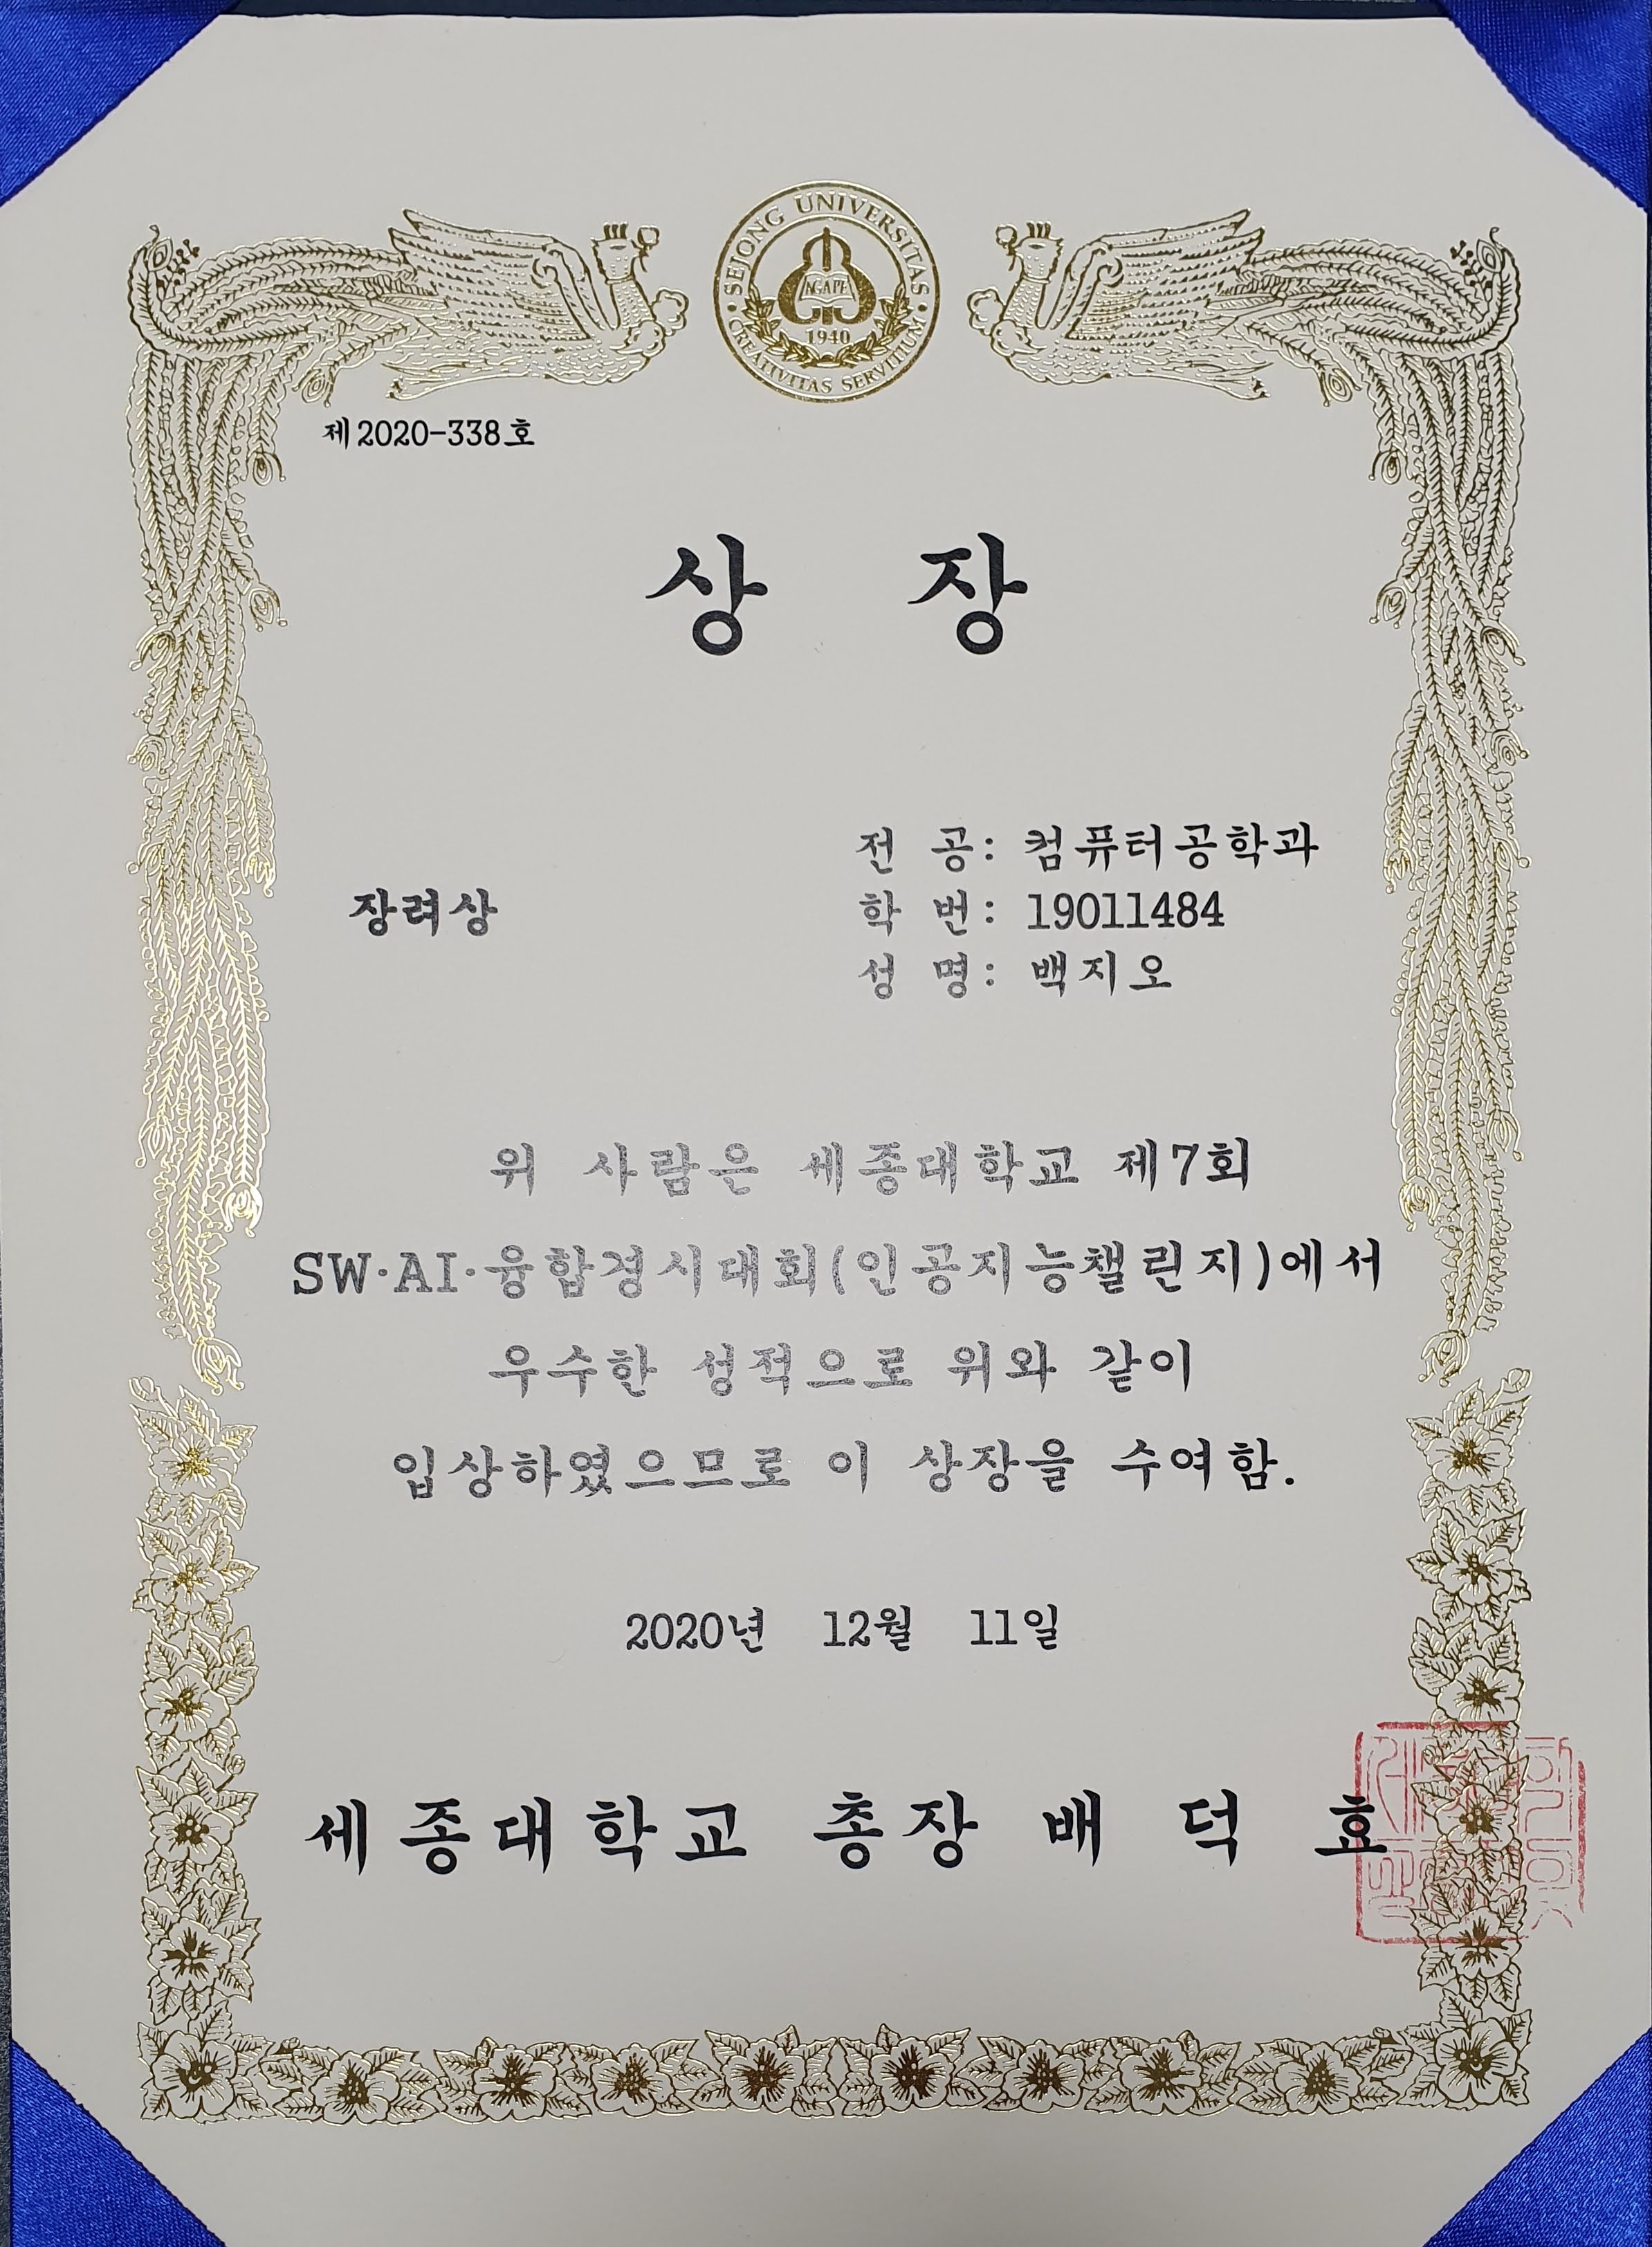 SEJONG UNIVERSITAS
AGAPE
1940
CREATIVITAS SERVITIUM
제2020-338호
상 장
장려상
전 공: 컴퓨터공학과
학 번: 19011484
성 명: 백지오
위 사람은 세종대학교 제7회
SW·AI·융합경시대회(인공지능챌린지)에서
우수한 성적으로 위와 같이
입상하였으므로 이 상장을 수여함.
2020년 12월 11일
세종대학교 총장 배 덕 효